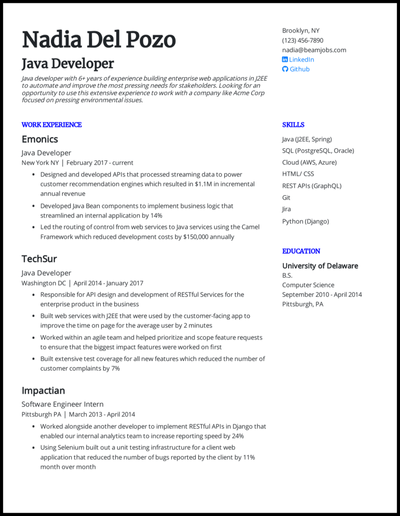 Nadia Del Pozo
Java Developer
Java developer with 6+ years of experience building enterprise web applications in J2EE
to automate and improve the most pressing needs for stakeholders. Looking for an
opportunity to use this extensive experience to work with a company like Acme Corp
focused on pressing environmental issues.
Brooklyn, NY
(123) 456-7890
nadia@beamjobs.com
LinkedIn
Github
WORK EXPERIENCE
Emonics
Java Developer
New York NY | February 2017 - current
• Designed and developed APIs that processed streaming data to power
customer recommendation engines which resulted in $1.1M in incremental
annual revenue
• Developed Java Bean components to implement business logic that
streamlined an internal application by 14%
• Led the routing of control from web services to Java services using the Camel
Framework which reduced development costs by $150,000 annually
TechSur
Java Developer
Washington DC | April 2014 - January 2017
• Responsible for API design and development of RESTful Services for the
enterprise product in the business
• Built web services with J2EE that were used by the customer-facing app to
improve the time on page for the average user by 2 minutes
• Worked within an agile team and helped prioritize and scope feature requests
to ensure that the biggest impact features were worked on first
• Built extensive test coverage for all new features which reduced the number of
customer complaints by 7%
Impactian
Software Engineer Intern
Pittsburgh PA | March 2013 - April 2014
• Worked alongside another developer to implement RESTful APIs in Django that
enabled our internal analytics team to increase reporting speed by 24%
• Using Selenium built out a unit testing infrastructure for a client web
application that reduced the number of bugs reported by the client by 11%
month over month
SKILLS
Java (J2EE, Spring)
SQL (PostgreSQL, Oracle)
Cloud (AWS, Azure)
HTML/ CSS
REST APIs (GraphQL)
Git
Jira
Python (Django)
EDUCATION
University of Delaware
B.S.
Computer Science
September 2010 - April 2014
Pittsburgh, PA